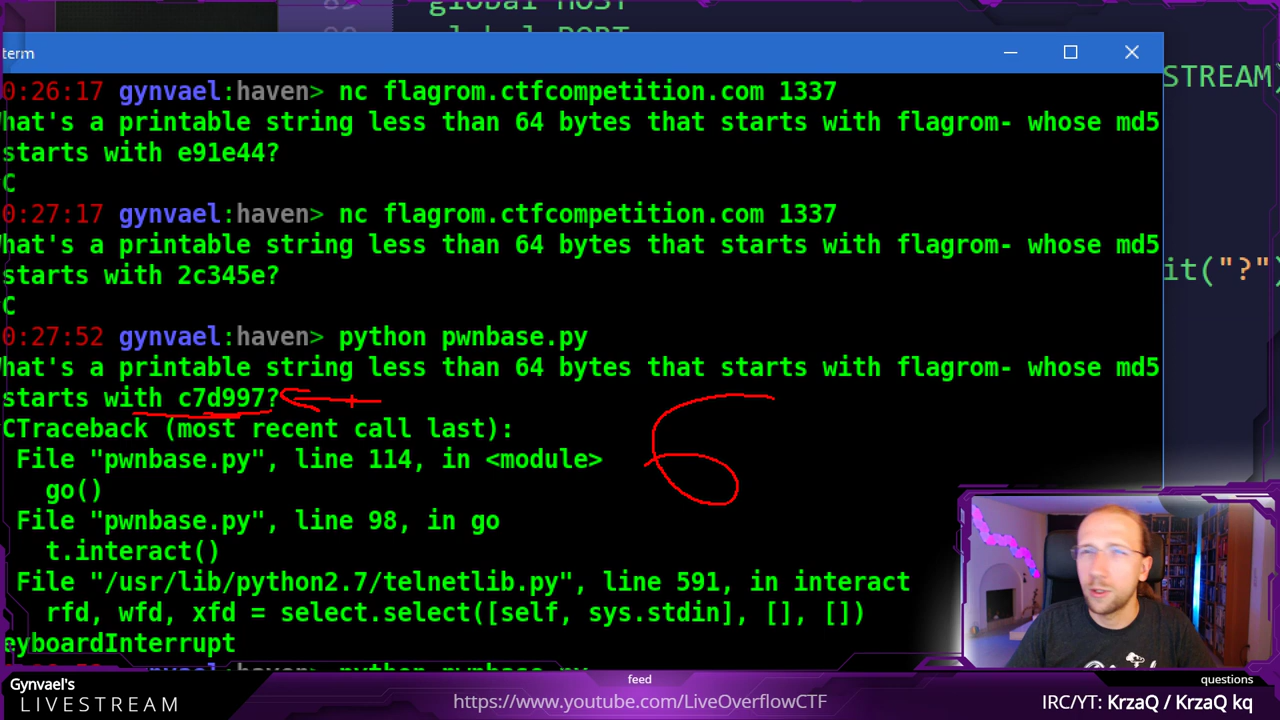 global HOST
global PORT
term
STREAM)
0:26:17 gynvael:haven> nc flagrom.ctfcompetition.com 1337
hat's a printable string less than 64 bytes that starts with flagrom- whose md5
starts with e91e44?
C
0:27:17 gynvael:haven> nc flagrom.ctfcompetition.com 1337
hat's a printable string less than 64 bytes that starts with flagrom- whose md5
starts with 2c345e?
it("?")
C
0:27:52 gynvael:haven> python pwnbase.py
hat's a printable string less than 64 bytes that starts with flagrom- whose md5
starts with c7d997?
CTraceback (most recent call last):
File "pwnbase.py", line 114, in <module>
go()
File "pwnbase.py", line 98, in go
t.interact()
File "/usr/lib/python2.7/telnetlib.py", line 591, in interact
rfd, wfd, xfd = select.select([self, sys.stdin], [], [])
eyboardInterrupt
6
Gynvael's
LIVESTREAM
feed
https://www.youtube.com/LiveOverflowCTF
questions
IRC/YT: KrzaQ / KrzaQ kq